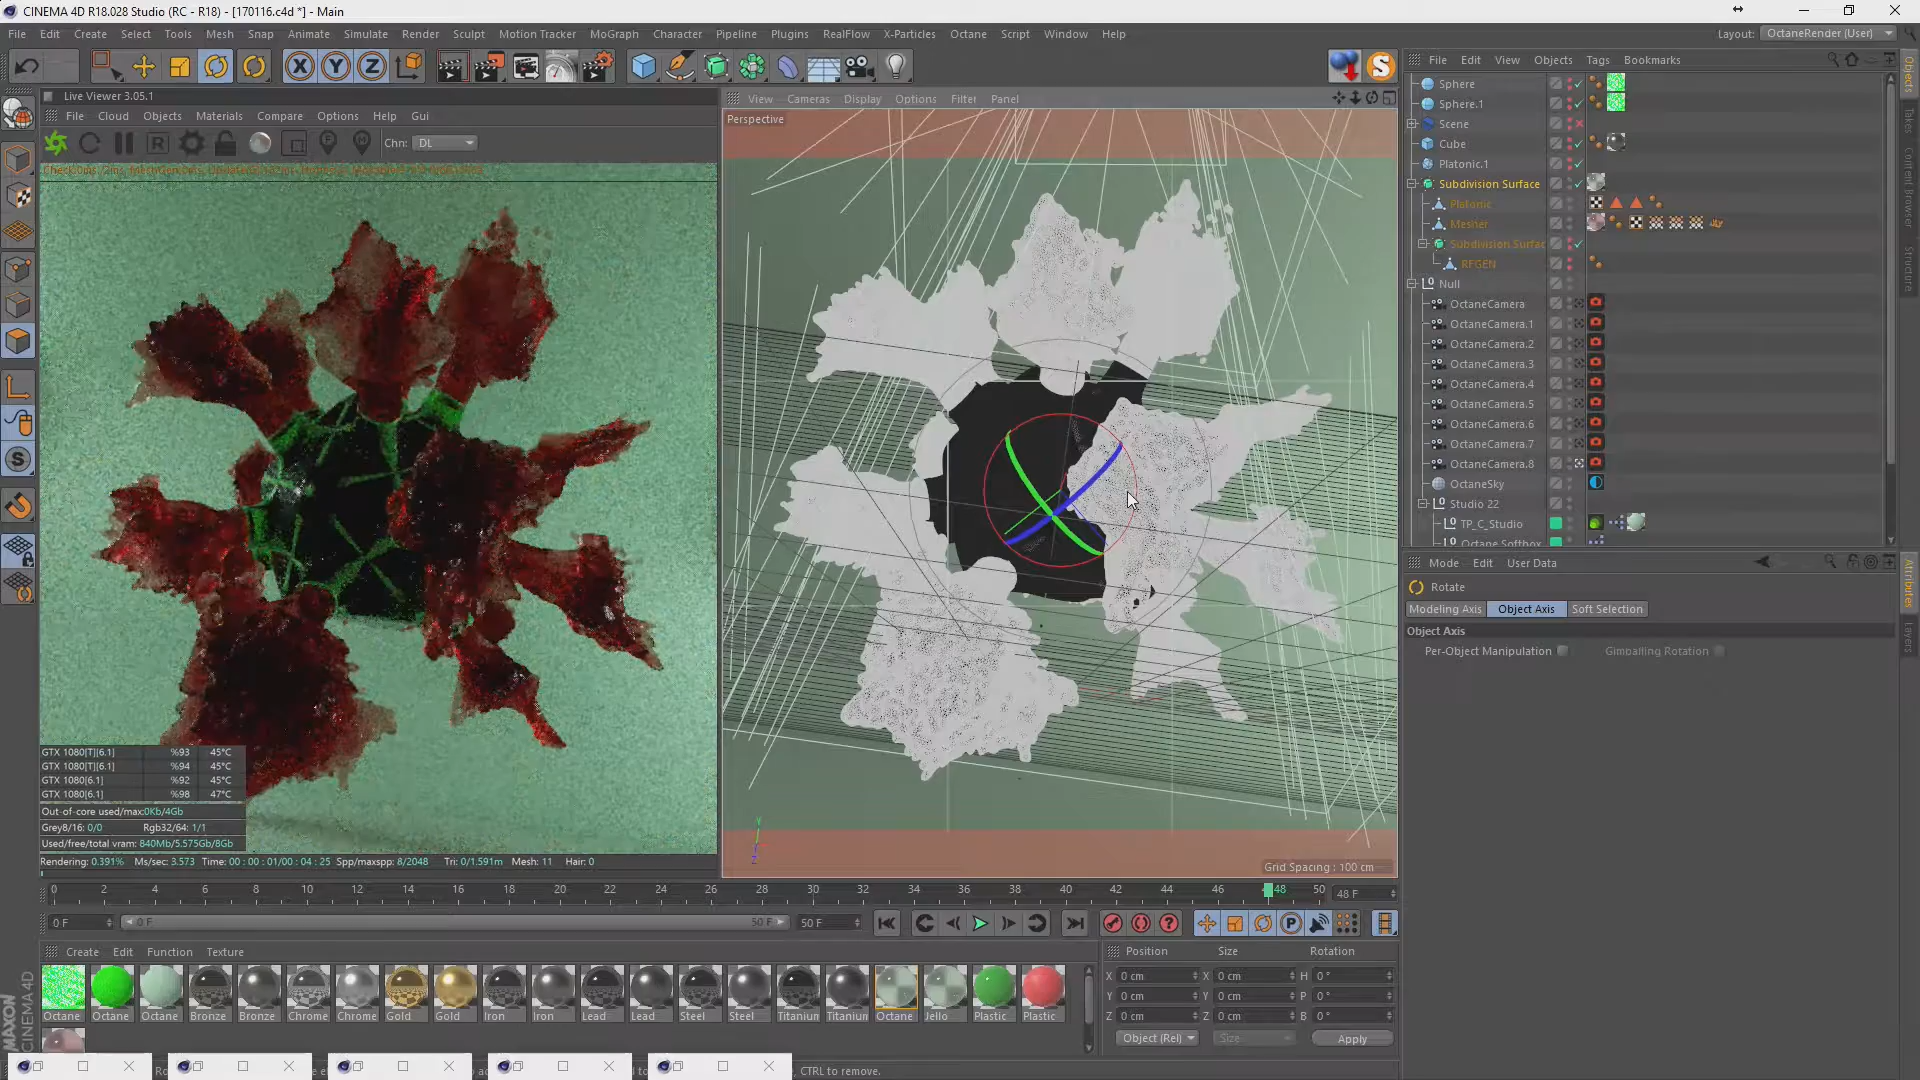 CINEMA 4D R18.028 Studio (RC - R18) - [170116.c4d *] - Main
File Edit Create Select Tools Mesh Snap Animate Simulate Render Sculpt Motion Tracker MoGraph Character Pipeline Plugins RealFlow X-Particles Octane Script Window Help
Layout: OctaneRender (User)
Live Viewer 3.05.1
File Cloud Objects Materials Compare Options Help Gui
Chn: DL
View Cameras Display Options Filter Panel
Perspective
Grid Spacing : 100 cm
GTX 1080[T][6.1] %93 45°C
GTX 1080[T][6.1] %94 45°C
GTX 1080[6.1] %92 45°C
GTX 1080[6.1] %98 47°C
Out-of-core used/max:0Kb/4Gb
Grey8/16: 0/0 Rgb32/64: 1/1
Used/free/total vram: 840Mb/5.575Gb/8Gb
Rendering: 0.391% Ms/sec: 3.573 Time: 00 : 00 : 01/00 : 04 : 25 Spp/maxspp: 8/2048 Tri: 0/1.591m Mesh: 11 Hair: 0
File Edit View Objects Tags Bookmarks
Sphere
Sphere.1
Scene
Cube
Platonic.1
Subdivision Surface
Platonic
Mesher
Subdivision Surfac
RFGEN
Null
OctaneCamera
OctaneCamera.1
OctaneCamera.2
OctaneCamera.3
OctaneCamera.4
OctaneCamera.5
OctaneCamera.6
OctaneCamera.7
OctaneCamera.8
OctaneSky
Studio 22
TP_C_Studio
Octane Softbox
Objects
Takes
Content Browser
Structure
Mode Edit User Data
Rotate
Modeling Axis Object Axis Soft Selection
Object Axis
Per-Object Manipulation Gimballing Rotation
Attributes
Layers
0 2 4 6 8 10 12 14 16 18 20 22 24 26 28 30 32 34 36 38 40 42 44 46 48 50 48 F
0 F 0 F 50 F 50 F
Create Edit Function Texture
Octane Octane Octane Bronze Bronze Chrome Chrome Gold Gold Iron Iron Lead Lead Steel Steel Titanium Titanium Octane Jello Plastic Plastic
Position Size Rotation
X 0 cm X 0 cm H 0 °
Y 0 cm Y 0 cm P 0 °
Z 0 cm Z 0 cm B 0 °
Object (Rel) Size Apply
MAXON CINEMA 4D
, CTRL to remove.